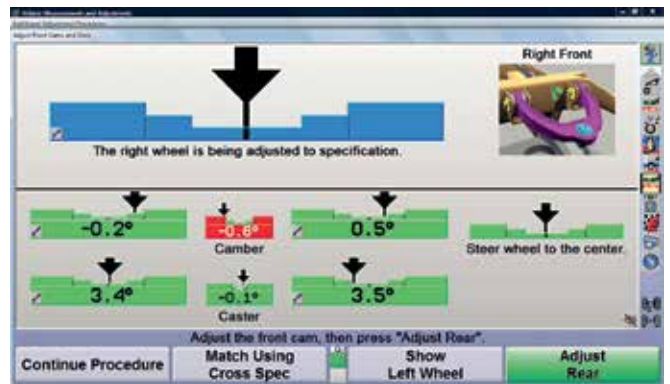 Right Front
The right wheel is being adjusted to specification.
-0.2°
-0.6°
0.5°
Camber
Steer wheel to the center.
3.4°
-0.1°
3.5°
Caster
Adjust the front cam, then press "Adjust Rear".
Continue Procedure
Match Using
Cross Spec
Show
Left Wheel
Adjust
Rear